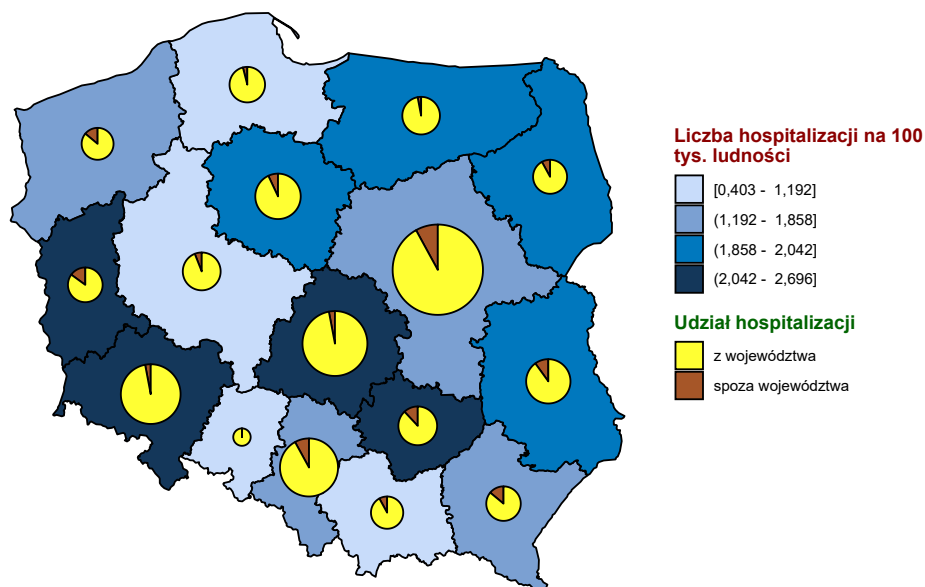 Liczba hospitalizacji na 100
tys. ludności
[0,403 - 1,192]
(1,192 - 1,858]
(1,858 - 2,042]
(2,042 - 2,696]
Udział hospitalizacji
z województwa
spoza województwa